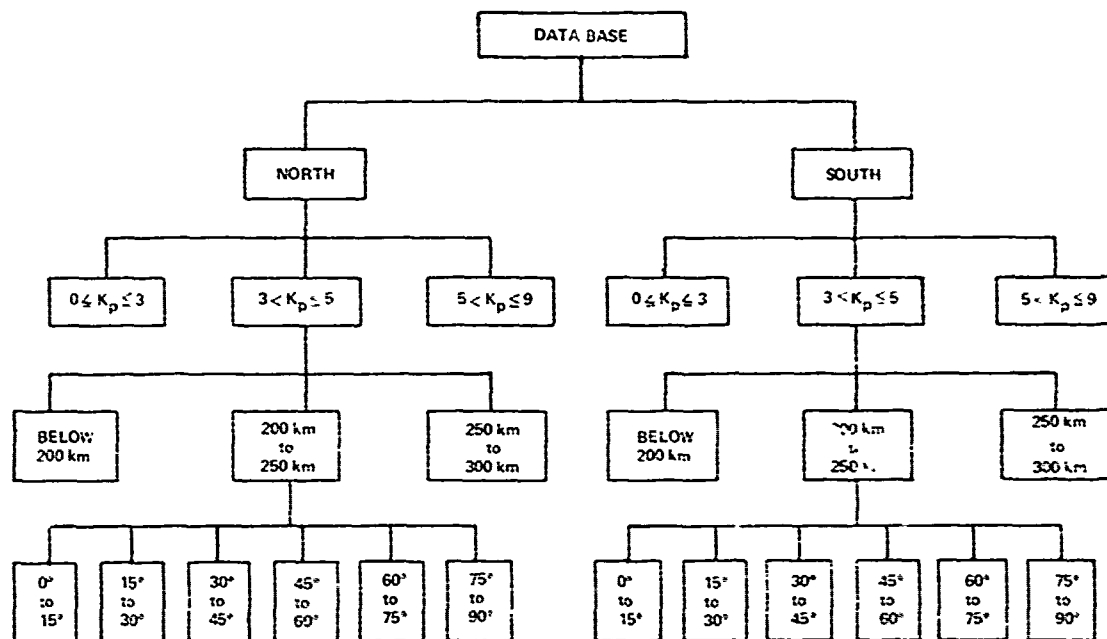 DATA BASE
NORTH
SOUTH
0 ≤ Kp ≤ 3
3 < Kp ≤ 5
5 < Kp ≤ 9
0 ≤ Kp ≤ 3
3 < Kp ≤ 5
5 < Kp ≤ 9
BELOW
200 km
200 km
to
250 km
250 km
to
300 km
BELOW
200 km
km
250
250 km
to
300 km
0°
to
15°
15°
to
30°
30°
to
45°
45°
to
60°
60°
to
75°
75°
to
90°
0°
to
15°
15°
to
30°
30°
to
45°
45°
to
60°
60°
to
75°
75°
to
90°